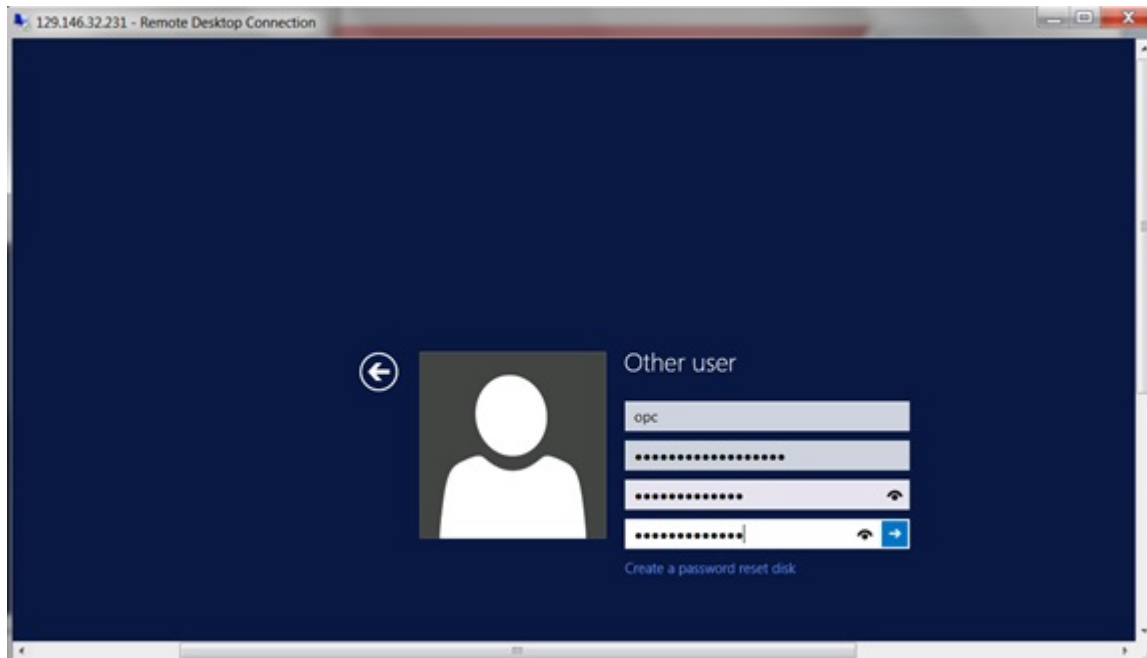 129.146.32.231 - Remote Desktop Connection
Other user
opc
••••••••••••••••••
•••••••••••••
•••••••••••••
Create a password reset disk